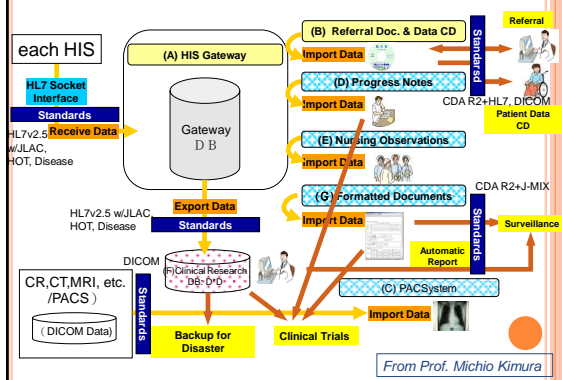 each HIS
HL7 Socket
Interface
Standards
HL7v2.5
w/JLAC,
HOT, Disease
Receive Data
(A) HIS Gateway
Gateway
ＤＢ
Export Data
HL7v2.5 w/JLAC,
HOT, Disease
Standards
(B) Referral Doc. & Data CD
Import Data
Standarsd
Referral
(D) Progress Notes
Import Data
CDA R2+HL7, DICOM
Patient Data
CD
(E) Nursing Observations
Import Data
(G) Formatted Documents
Import Data
CDA R2+J-MIX
Standards
Surveillance
Automatic
Report
DICOM
(F)Clinical Research
DB: D*D
(C) PACSystem
Import Data
CR,CT,MRI, etc.
/PACS）
（DICOM Data)
Standards
Backup for
Disaster
Clinical Trials
From Prof. Michio Kimura